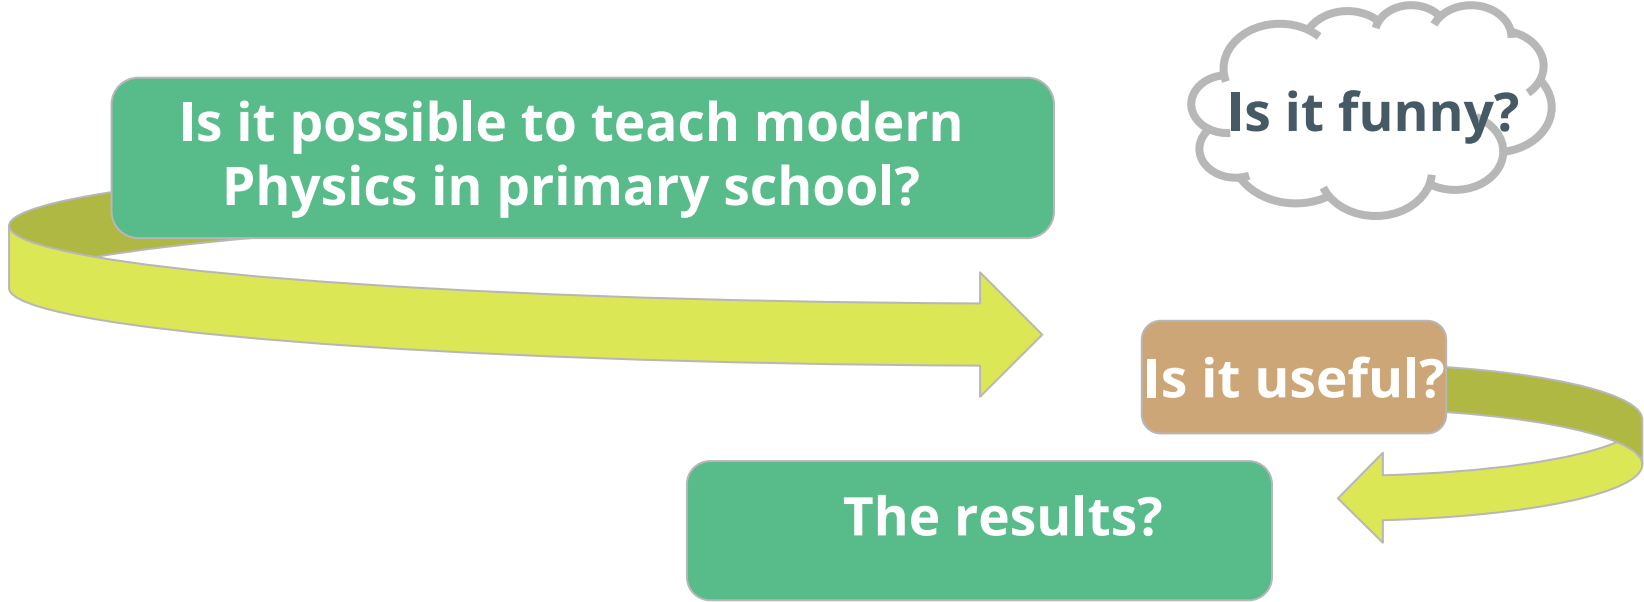 Is it possible to teach modern
Physics in primary school?
Is it funny?
Is it useful?
The results?